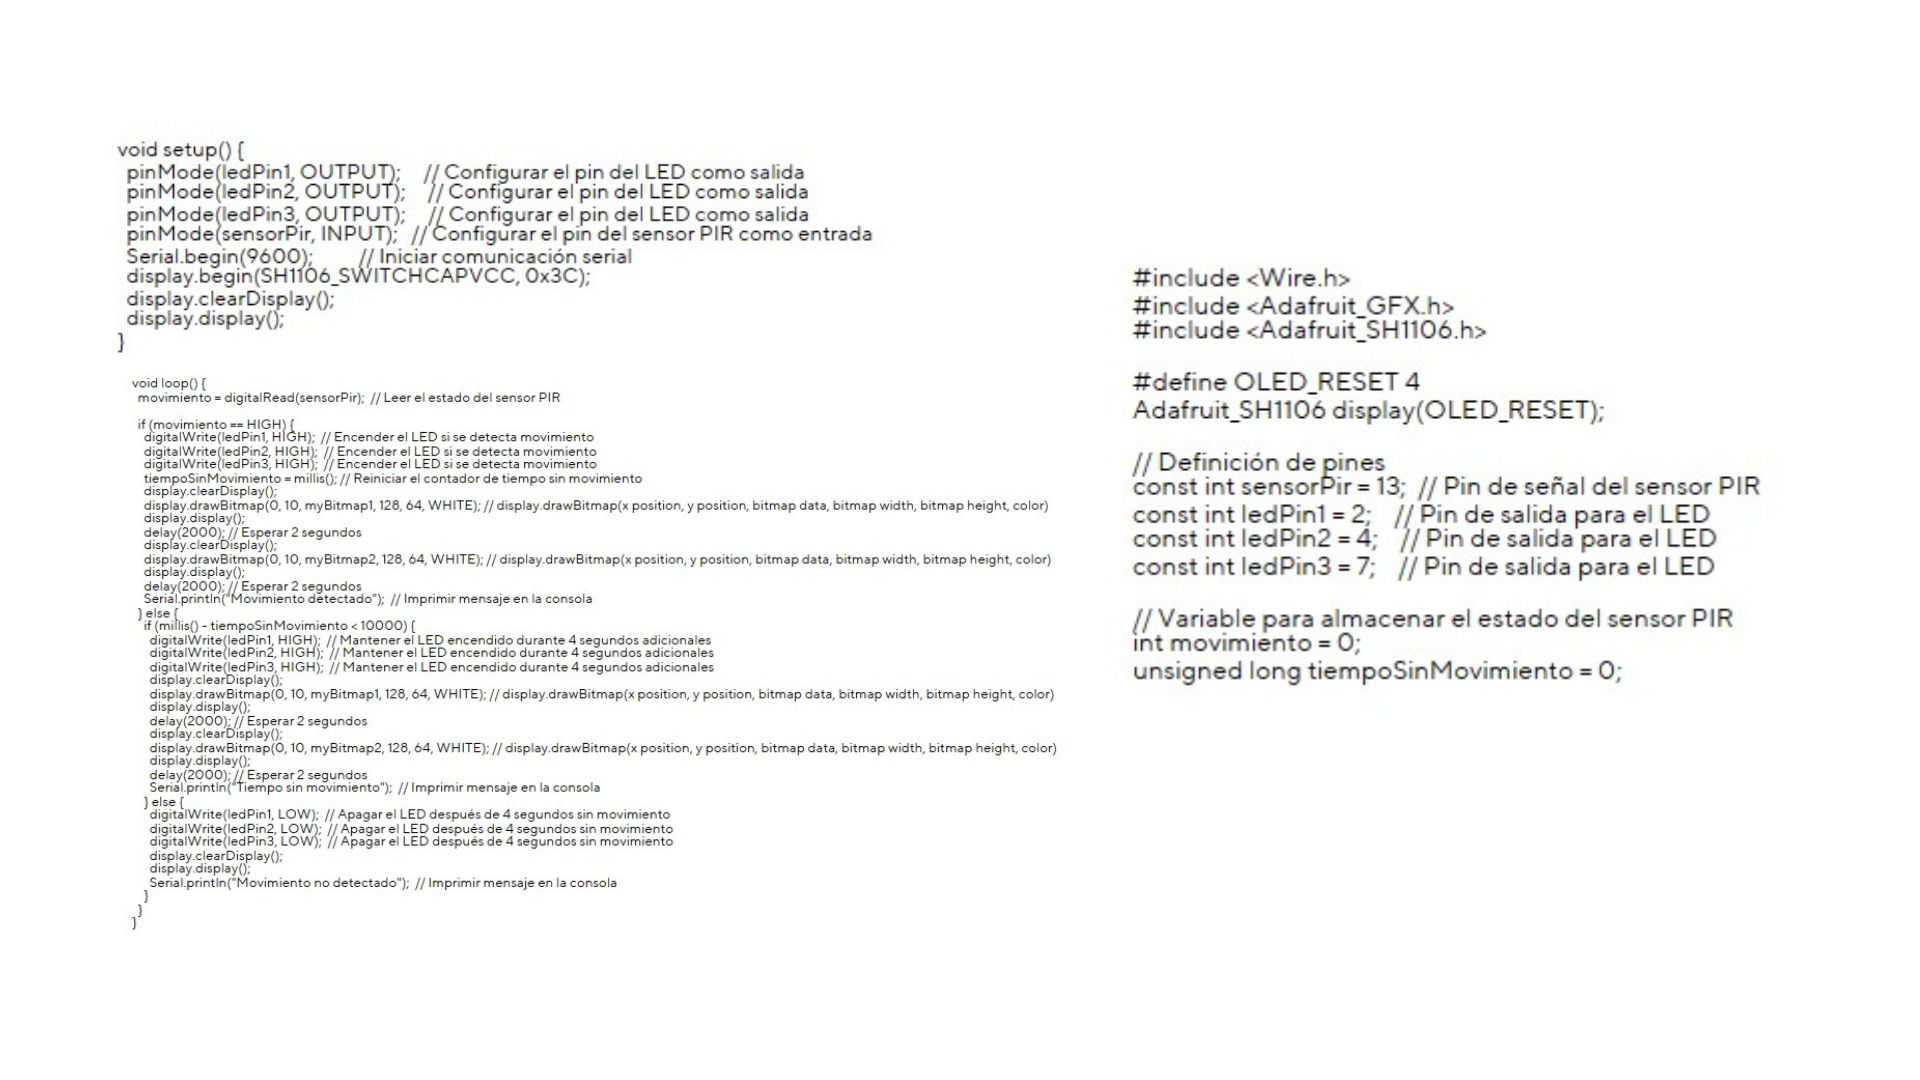 void setup() {
pinMode(ledPin1, OUTPUT); // Configurar el pin del LED como salida
pinMode(ledPin2, OUTPUT); // Configurar el pin del LED como salida
pinMode(ledPin3, OUTPUT); // Configurar el pin del LED como salida
pinMode(sensorPir, INPUT); // Configurar el pin del sensor PIR como entrada
Serial.begin(9600); // Iniciar comunicación serial
display.begin(SH1106_SWITCHCAPVCC, 0x3C);
display.clearDisplay();
display.display();
}
void loop() {
movimiento = digitalRead(sensorPir); // Leer el estado del sensor PIR
if (movimiento == HIGH) {
digitalWrite(ledPin1, HIGH); // Encender el LED si se detecta movimiento
digitalWrite(ledPin2, HIGH); // Encender el LED si se detecta movimiento
digitalWrite(ledPin3, HIGH); // Encender el LED si se detecta movimiento
tiempoSinMovimiento = millis(); // Reiniciar el contador de tiempo sin movimiento
display.clearDisplay();
display.drawBitmap(0, 10, myBitmap1, 128, 64, WHITE); // display.drawBitmap(x position, y position, bitmap data, bitmap width, bitmap height, color)
display.display();
delay(2000); // Esperar 2 segundos
display.clearDisplay();
display.drawBitmap(0, 10, myBitmap2, 128, 64, WHITE); // display.drawBitmap(x position, y position, bitmap data, bitmap width, bitmap height, color)
display.display();
delay(2000); // Esperar 2 segundos
Serial.println("Movimiento detectado"); // Imprimir mensaje en la consola
} else {
if (millis() - tiempoSinMovimiento < 10000) {
digitalWrite(ledPin1, HIGH); // Mantener el LED encendido durante 4 segundos adicionales
digitalWrite(ledPin2, HIGH); // Mantener el LED encendido durante 4 segundos adicionales
digitalWrite(ledPin3, HIGH); // Mantener el LED encendido durante 4 segundos adicionales
display.clearDisplay();
display.drawBitmap(0, 10, myBitmap1, 128, 64, WHITE); // display.drawBitmap(x position, y position, bitmap data, bitmap width, bitmap height, color)
display.display();
delay(2000); // Esperar 2 segundos
display.clearDisplay();
display.drawBitmap(0, 10, myBitmap2, 128, 64, WHITE); // display.drawBitmap(x position, y position, bitmap data, bitmap width, bitmap height, color)
display.display();
delay(2000); // Esperar 2 segundos
Serial.println("Tiempo sin movimiento"); // Imprimir mensaje en la consola
} else {
digitalWrite(ledPin1, LOW); // Apagar el LED después de 4 segundos sin movimiento
digitalWrite(ledPin2, LOW); // Apagar el LED después de 4 segundos sin movimiento
digitalWrite(ledPin3, LOW); // Apagar el LED después de 4 segundos sin movimiento
display.clearDisplay();
display.display();
Serial.println("Movimiento no detectado"); // Imprimir mensaje en la consola
}
}
}
#include <Wire.h>
#include <Adafruit_GFX.h>
#include <Adafruit_SH1106.h>
#define OLED_RESET 4
Adafruit_SH1106 display(OLED_RESET);
// Definición de pines
const int sensorPir = 13; // Pin de señal del sensor PIR
const int ledPin1 = 2; // Pin de salida para el LED
const int ledPin2 = 4; // Pin de salida para el LED
const int ledPin3 = 7; // Pin de salida para el LED
// Variable para almacenar el estado del sensor PIR
int movimiento = 0;
unsigned long tiempoSinMovimiento = 0;